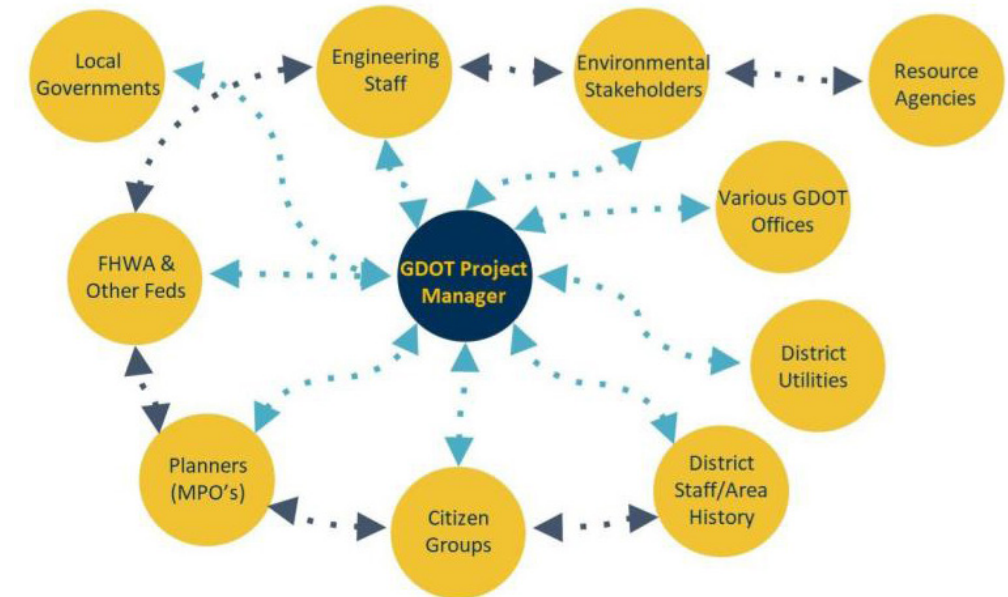 Local
Governments
Engineering
Staff
Environmental
Stakeholders
Resource
Agencies
Various GDOT
Offices
FHWA &
Other Feds
GDOT Project
Manager
District
Utilities
Planners
(MPO's)
Citizen
Groups
District
Staff/Area
History